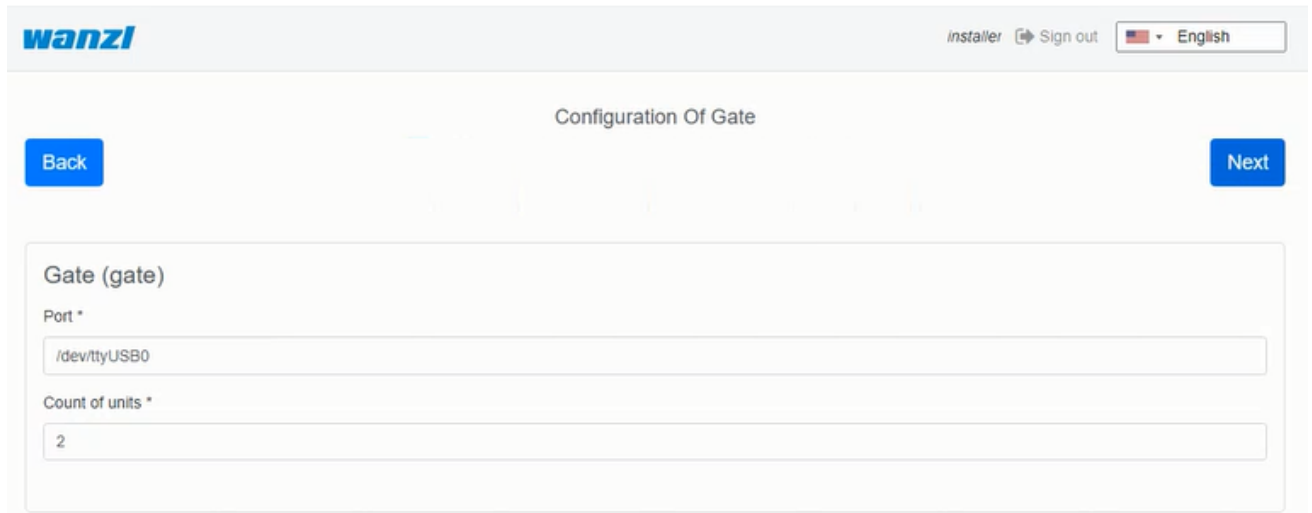 wanzl
installer Sign out English
Configuration Of Gate
Back Next
Gate (gate)
Port *
/dev/ttyUSB0
Count of units *
2